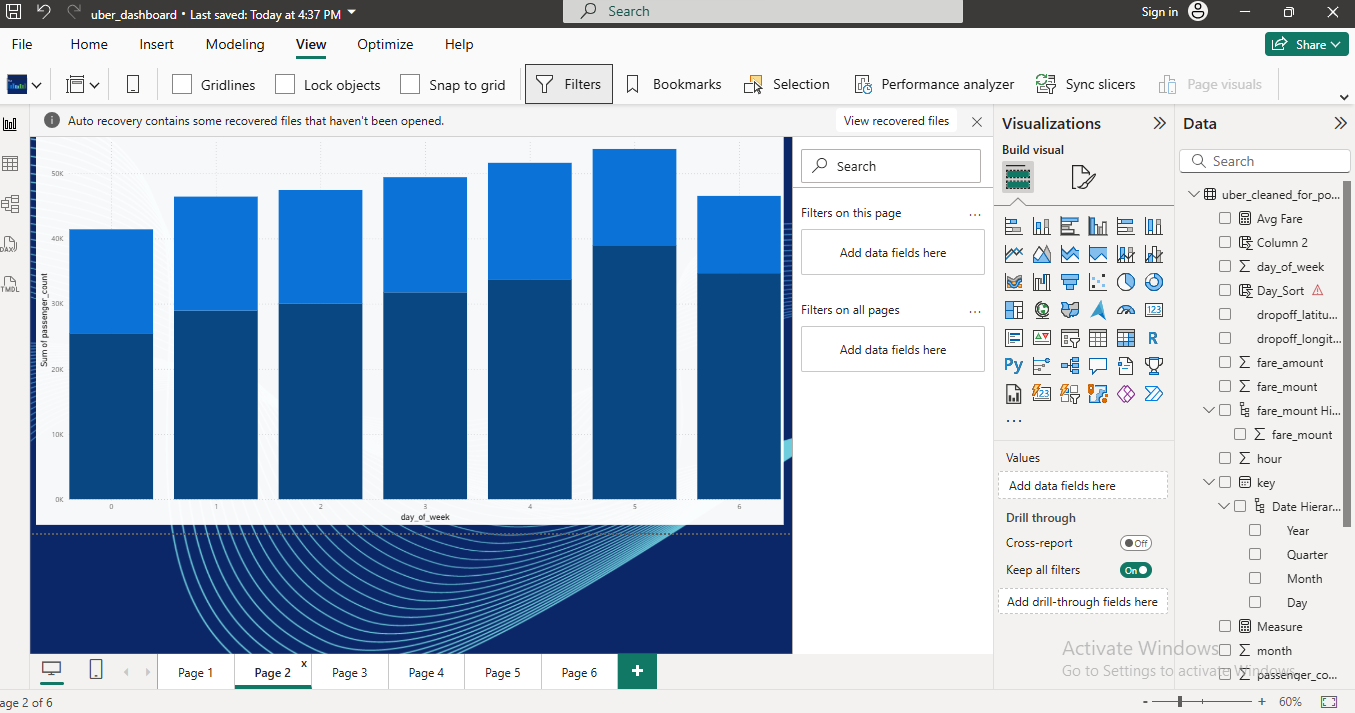 uber_dashboard • Last saved: Today at 4:37 PM
Search
Sign in
File Home Insert Modeling View Optimize Help
Share
Gridlines Lock objects Snap to grid Filters Bookmarks Selection Performance analyzer Sync slicers Page visuals
Auto recovery contains some recovered files that haven't been opened.
View recovered files
50K
40K
30K
20K
10K
0K
Sum of passenger_count
0 1 2 3 4 5 6
day_of_week
Search
Filters on this page ...
Add data fields here
Filters on all pages ...
Add data fields here
Visualizations
Build visual
123
R
Py
123
...
Values
Add data fields here
Drill through
Cross-report Off
Keep all filters On
Add drill-through fields here
Data
Search
uber_cleaned_for_po...
Avg Fare
Column 2
day_of_week
Day_Sort
dropoff_latitu...
dropoff_longit...
fare_amount
fare_mount
fare_mount Hi...
fare_mount
hour
key
Date Hierar...
Year
Quarter
Month
Day
Measure
month
passenger_co...
Activate Windows
Go to Settings to activate Windows.
DAX
TMDL
Page 1 Page 2 x Page 3 Page 4 Page 5 Page 6 +
age 2 of 6
- + 60%